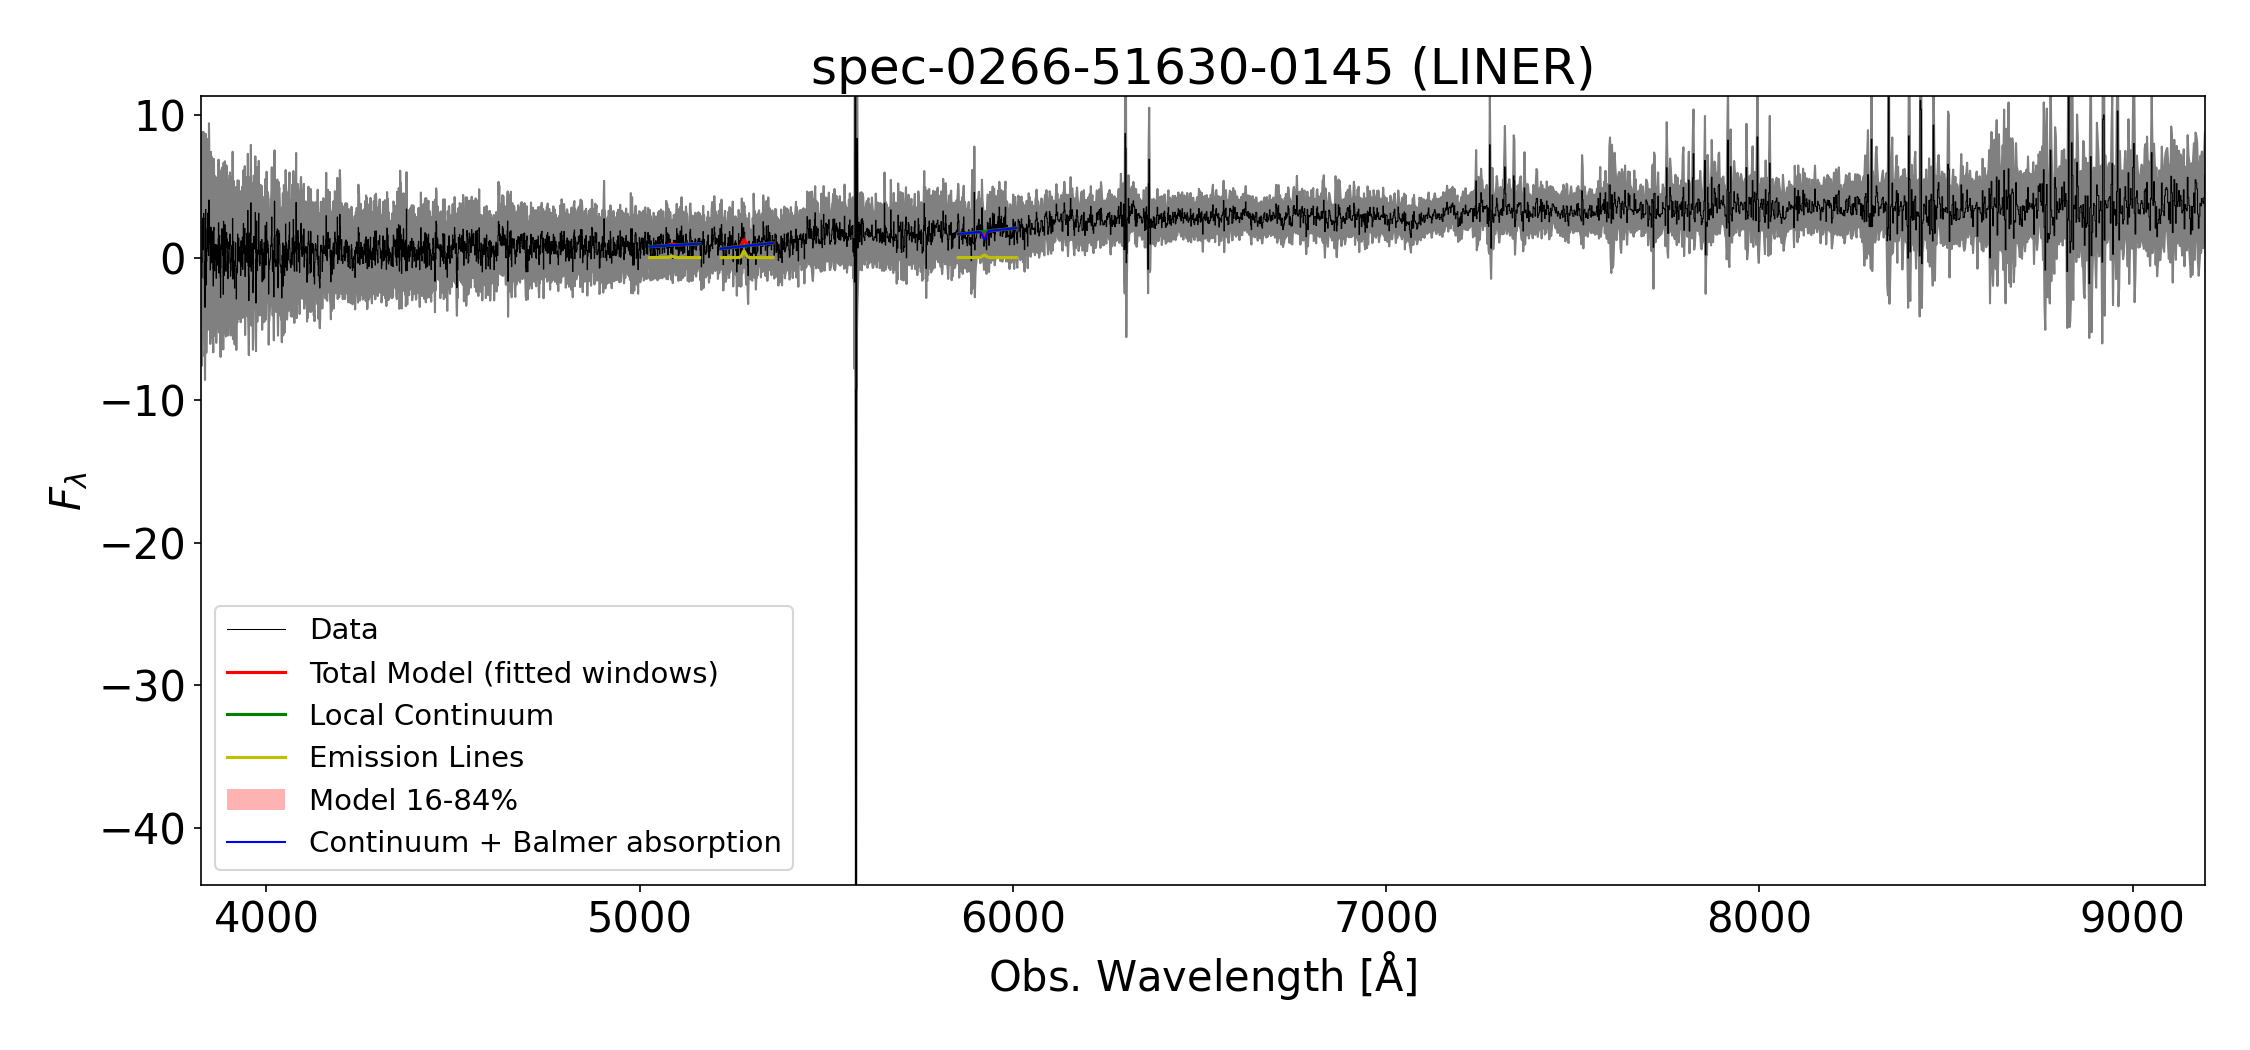 spec-0266-51630-0145 (LINER)
10
0
−10
−20
−30
−40
F_λ
Data
Total Model (fitted windows)
Local Continuum
Emission Lines
Model 16-84%
Continuum + Balmer absorption
4000 5000 6000 7000 8000 9000
Obs. Wavelength [Å]